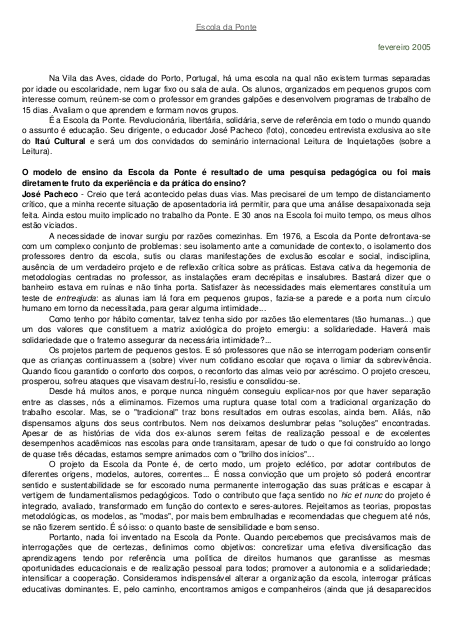 Escola da Ponte
fevereiro 2005
Na Vila das Aves, cidade do Porto, Portugal, há uma escola na qual não existem turmas separadas
por idade ou escolaridade, nem lugar fixo ou sala de aula. Os alunos, organizados em pequenos grupos com
interesse comum, reúnem-se com o professor em grandes galpões e desenvolvem programas de trabalho de
15 dias. Avaliam o que aprendem e formam novos grupos.
É a Escola da Ponte. Revolucionária, libertária, solidária, serve de referência em todo o mundo quando
o assunto é educação. Seu dirigente, o educador José Pacheco (foto), concedeu entrevista exclusiva ao site
do Itaú Cultural e será um dos convidados do seminário internacional Leitura de Inquietações (sobre a
Leitura).
O modelo de ensino da Escola da Ponte é resultado de uma pesquisa pedagógica ou foi mais
diretamente fruto da experiência e da prática do ensino?
José Pacheco - Creio que terá acontecido pelas duas vias. Mas precisarei de um tempo de distanciamento
crítico, que a minha recente situação de aposentadoria irá permitir, para que uma análise desapaixonada seja
feita. Ainda estou muito implicado no trabalho da Ponte. E 30 anos na Escola foi muito tempo, os meus olhos
estão viciados.
A necessidade de inovar surgiu por razões comezinhas. Em 1976, a Escola da Ponte defrontava-se
com um complexo conjunto de problemas: seu isolamento ante a comunidade de contexto, o isolamento dos
professores dentro da escola, sutis ou claras manifestações de exclusão escolar e social, indisciplina,
ausência de um verdadeiro projeto e de reflexão crítica sobre as práticas. Estava cativa da hegemonia de
metodologias centradas no professor, as instalações eram decrépitas e insalubres. Bastará dizer que o
banheiro estava em ruínas e não tinha porta. Satisfazer às necessidades mais elementares constituía um
teste de entreajuda: as alunas iam lá fora em pequenos grupos, fazia-se a parede e a porta num círculo
humano em torno da necessitada, para gerar alguma intimidade...
Como tenho por hábito comentar, talvez tenha sido por razões tão elementares (tão humanas...) que
um dos valores que constituem a matriz axiológica do projeto emergiu: a solidariedade. Haverá mais
solidariedade que o fraterno assegurar da necessária intimidade?...
Os projetos partem de pequenos gestos. E só professores que não se interrogam poderiam consentir
que as crianças continuassem a (sobre) viver num cotidiano escolar que roçava o limiar da sobrevivência.
Quando ficou garantido o conforto dos corpos, o reconforto das almas veio por acréscimo. O projeto cresceu,
prosperou, sofreu ataques que visavam destruí-lo, resistiu e consolidou-se.
Desde há muitos anos, e porque nunca ninguém conseguiu explicar-nos por que haver separação
entre as classes, nós a eliminamos. Fizemos uma ruptura quase total com a tradicional organização do
trabalho escolar. Mas, se o "tradicional" traz bons resultados em outras escolas, ainda bem. Aliás, não
dispensamos alguns dos seus contributos. Nem nos deixamos deslumbrar pelas "soluções" encontradas.
Apesar de as histórias de vida dos ex-alunos serem feitas de realização pessoal e de excelentes
desempenhos acadêmicos nas escolas para onde transitaram, apesar de tudo o que foi construído ao longo
de quase três décadas, estamos sempre animados com o "brilho dos inícios"...
O projeto da Escola da Ponte é, de certo modo, um projeto eclético, por adotar contributos de
diferentes origens, modelos, autores, correntes... É nossa convicção que um projeto só poderá encontrar
sentido e sustentabilidade se for escorado numa permanente interrogação das suas práticas e escapar à
vertigem de fundamentalismos pedagógicos. Todo o contributo que faça sentido no hic et nunc do projeto é
integrado, avaliado, transformado em função do contexto e seres-autores. Rejeitamos as teorias, propostas
metodológicas, os modelos, as "modas", por mais bem embrulhadas e recomendadas que cheguem até nós,
se não fizerem sentido. É só isso: o quanto baste de sensibilidade e bom senso.
Portanto, nada foi inventado na Escola da Ponte. Quando percebemos que precisávamos mais de
interrogações que de certezas, definimos como objetivos: concretizar uma efetiva diversificação das
aprendizagens tendo por referência uma política de direitos humanos que garantisse as mesmas
oportunidades educacionais e de realização pessoal para todos; promover a autonomia e a solidariedade;
intensificar a cooperação. Consideramos indispensável alterar a organização da escola, interrogar práticas
educativas dominantes. E, pelo caminho, encontramos amigos e companheiros (ainda que já desaparecidos